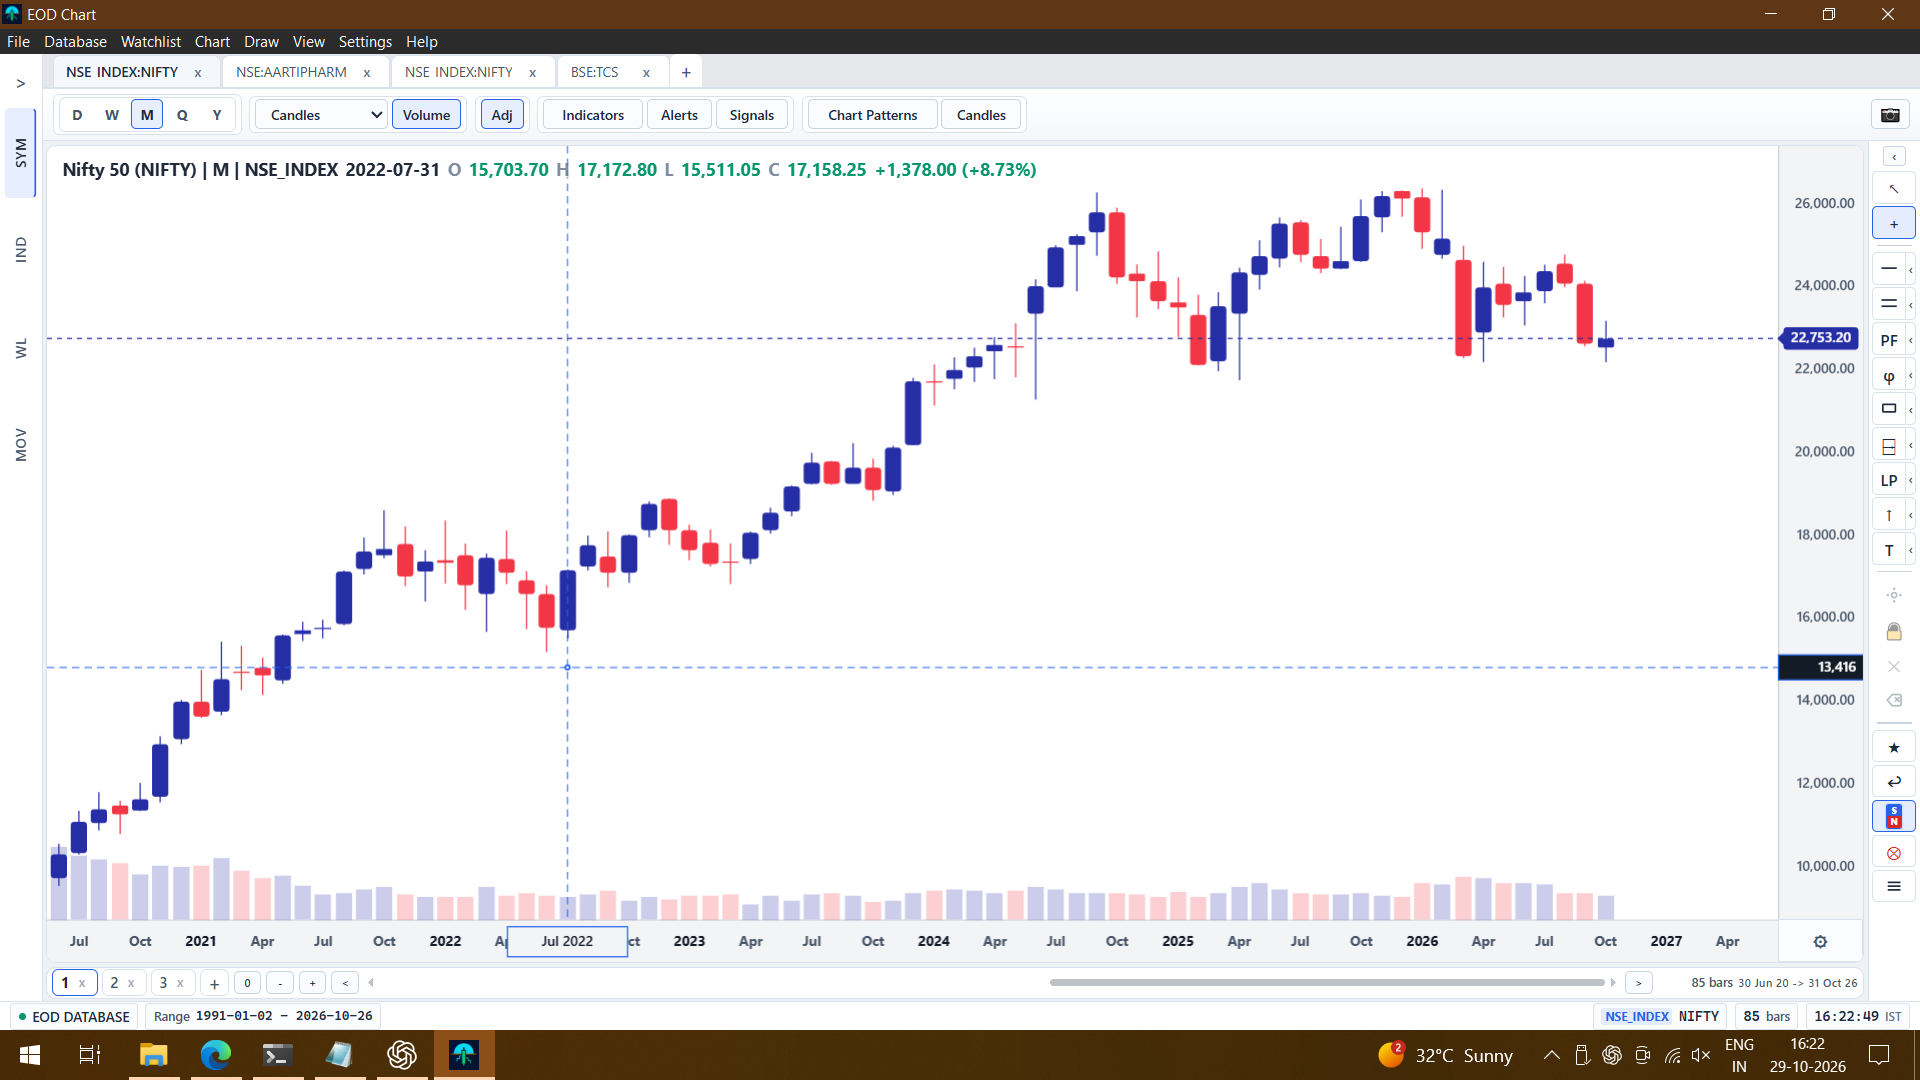 EOD Chart
File Database Watchlist Chart Draw View Settings Help
NSE INDEX:NIFTY x NSE:AARTIPHARM x NSE INDEX:NIFTY x BSE:TCS x +
>
D W M Q Y Candles Volume Adj Indicators Alerts Signals Chart Patterns Candles
SYM
IND
WL
MOV
Nifty 50 (NIFTY) | M | NSE_INDEX 2022-07-31 O 15,703.70 H 17,172.80 L 15,511.05 C 17,158.25 +1,378.00 (+8.73%)
26,000.00
24,000.00
22,753.20
22,000.00
20,000.00
18,000.00
16,000.00
13,416
14,000.00
12,000.00
10,000.00
PF
φ
LP
T
S
N
Jul Oct 2021 Apr Jul Oct 2022 Jul 2022 ct 2023 Apr Jul Oct 2024 Apr Jul Oct 2025 Apr Jul Oct 2026 Apr Jul Oct 2027 Apr
1 x 2 x 3 x + 0 - + < > 85 bars 30 Jun 20 -> 31 Oct 26
EOD DATABASE Range 1991-01-02 - 2026-10-26 NSE_INDEX NIFTY 85 bars 16:22:49 IST
2 32°C Sunny ENG IN 16:22 29-10-2026